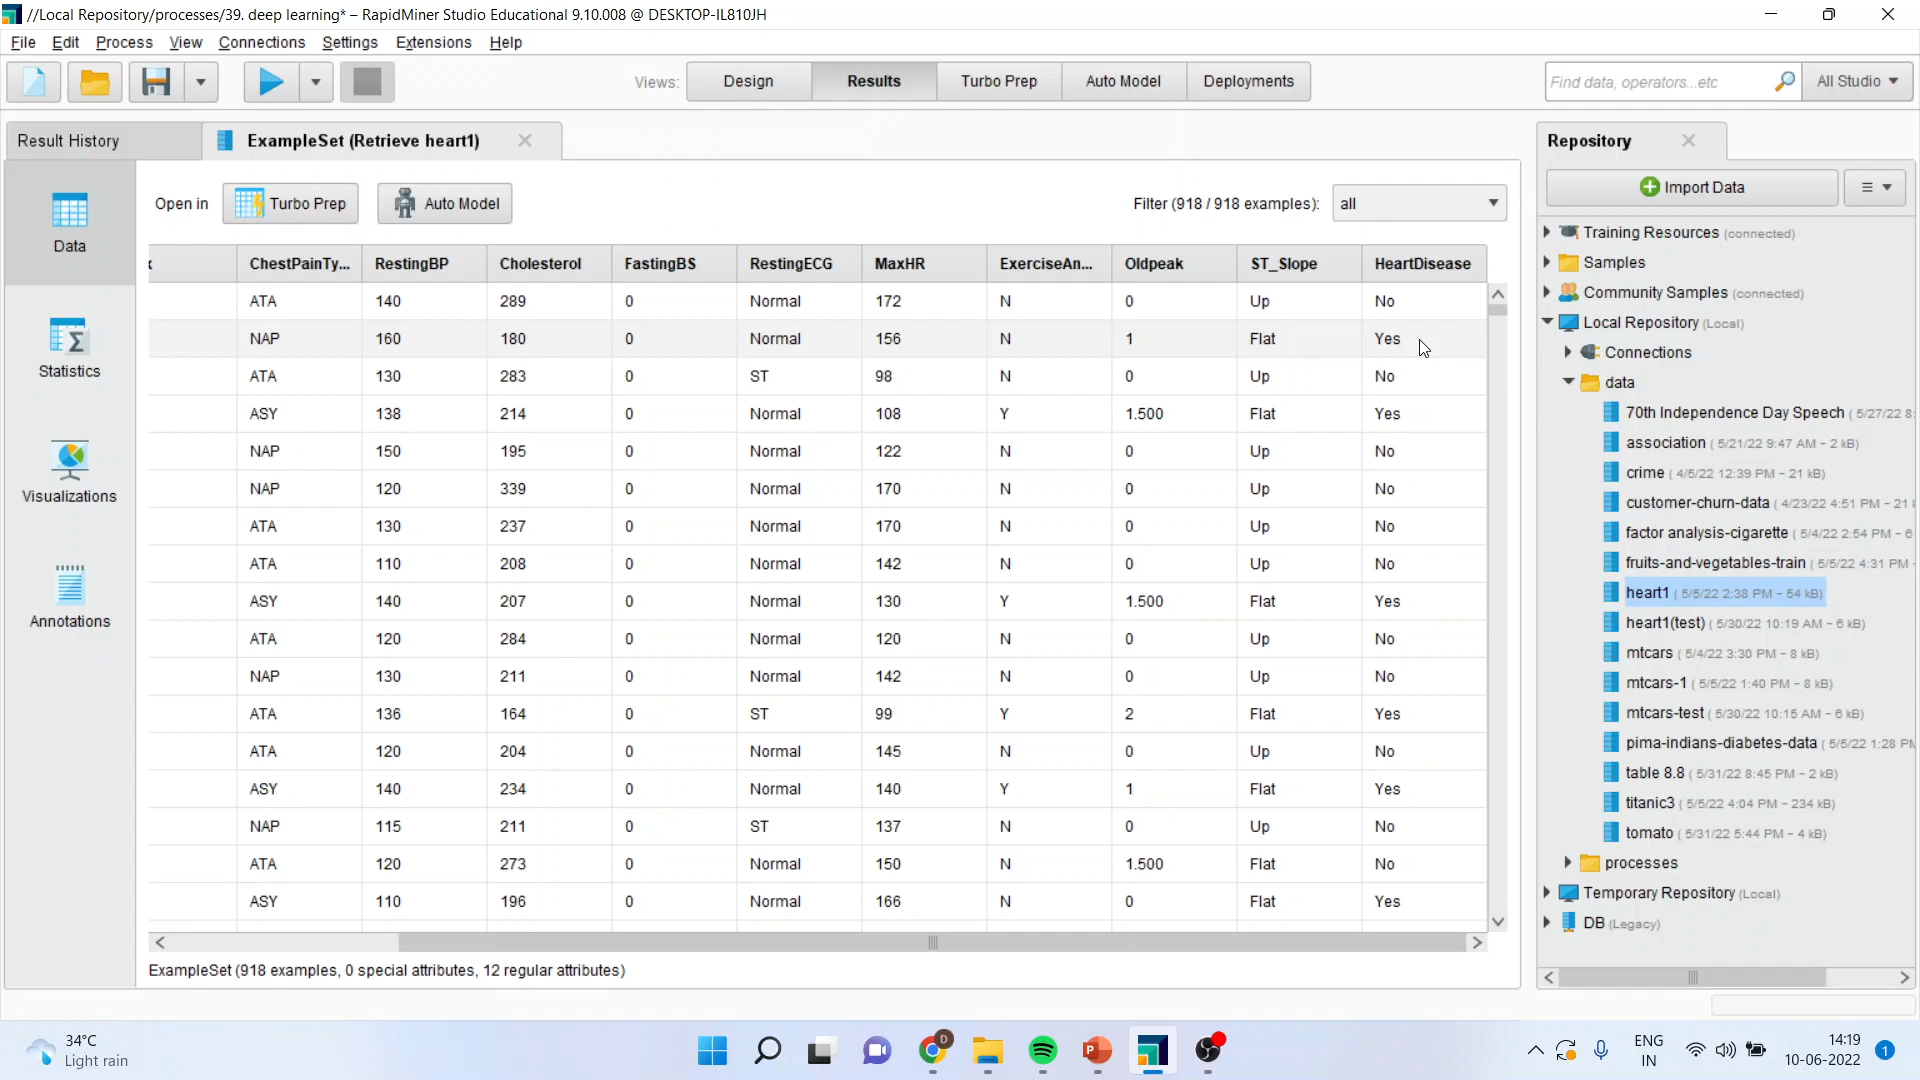 //Local Repository/processes/39. deep learning* – RapidMiner Studio Educational 9.10.008 @ DESKTOP-IL810JH
File Edit Process View Connections Settings Extensions Help
Views: Design Results Turbo Prep Auto Model Deployments Find data, operators...etc All Studio
Result History ExampleSet (Retrieve heart1) Repository
Open in Turbo Prep Auto Model Filter (918 / 918 examples): all Import Data
Data
Statistics
Visualizations
Annotations
ChestPainTy... RestingBP Cholesterol FastingBS RestingECG MaxHR ExerciseAn... Oldpeak ST_Slope HeartDisease
ATA 140 289 0 Normal 172 N 0 Up No
NAP 160 180 0 Normal 156 N 1 Flat Yes
ATA 130 283 0 ST 98 N 0 Up No
ASY 138 214 0 Normal 108 Y 1.500 Flat Yes
NAP 150 195 0 Normal 122 N 0 Up No
NAP 120 339 0 Normal 170 N 0 Up No
ATA 130 237 0 Normal 170 N 0 Up No
ATA 110 208 0 Normal 142 N 0 Up No
ASY 140 207 0 Normal 130 Y 1.500 Flat Yes
ATA 120 284 0 Normal 120 N 0 Up No
NAP 130 211 0 Normal 142 N 0 Up No
ATA 136 164 0 ST 99 Y 2 Flat Yes
ATA 120 204 0 Normal 145 N 0 Up No
ASY 140 234 0 Normal 140 Y 1 Flat Yes
NAP 115 211 0 ST 137 N 0 Up No
ATA 120 273 0 Normal 150 N 1.500 Flat No
ASY 110 196 0 Normal 166 N 0 Flat Yes
ExampleSet (918 examples, 0 special attributes, 12 regular attributes)
Training Resources (connected)
Samples
Community Samples (connected)
Local Repository (Local)
Connections
data
70th Independence Day Speech ( 5/27/22 8:
association ( 5/21/22 9:47 AM – 2 kB)
crime ( 4/5/22 12:39 PM – 21 kB)
customer-churn-data ( 4/23/22 4:51 PM – 21
factor analysis-cigarette ( 5/4/22 2:54 PM – 6
fruits-and-vegetables-train ( 5/5/22 4:31 PM -
heart1 ( 5/5/22 2:38 PM – 54 kB)
heart1(test) ( 5/30/22 10:19 AM – 6 kB)
mtcars ( 5/4/22 3:30 PM – 8 kB)
mtcars-1 ( 5/5/22 1:40 PM – 8 kB)
mtcars-test ( 5/30/22 10:15 AM – 6 kB)
pima-indians-diabetes-data ( 5/5/22 1:28 PM
table 8.8 ( 5/31/22 8:45 PM – 2 kB)
titanic3 ( 5/5/22 4:04 PM – 234 kB)
tomato ( 5/31/22 5:44 PM – 4 kB)
processes
Temporary Repository (Local)
DB (Legacy)
34°C
Light rain
D
P
ENG
IN
14:19
10-06-2022
1